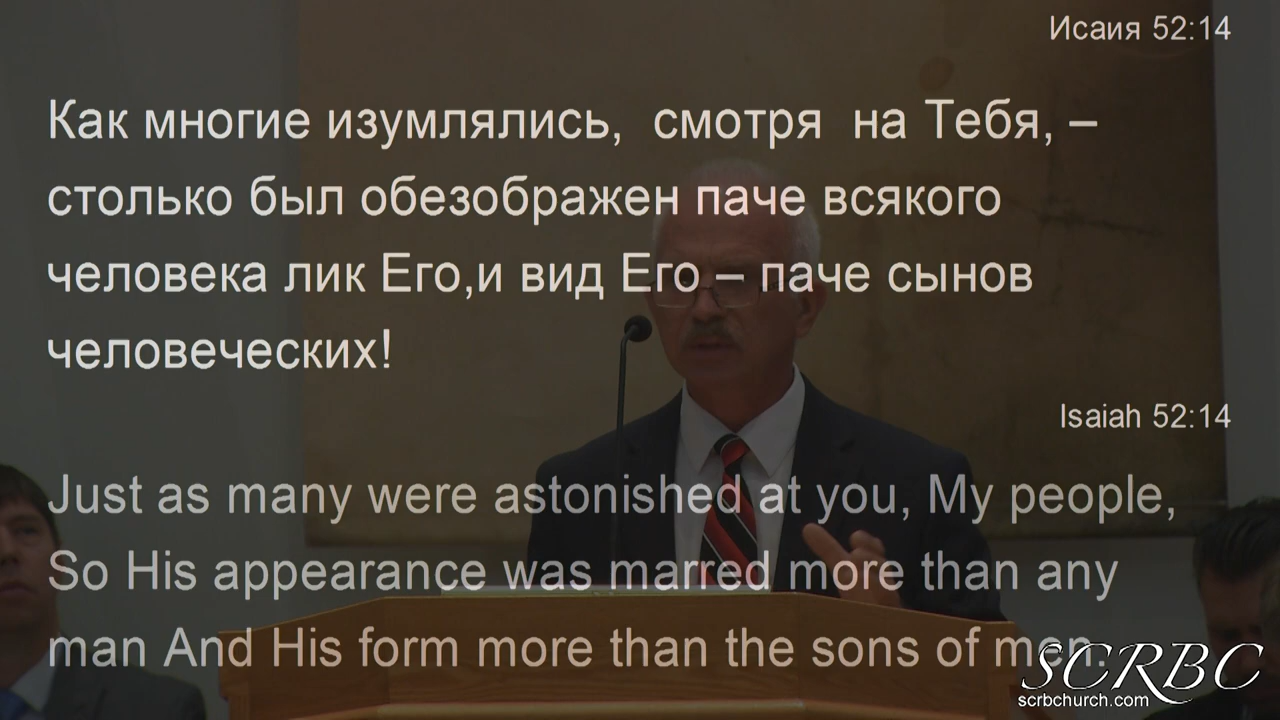 Исаия 52:14
Как многие изумлялись, смотря на Тебя, –
столько был обезображен паче всякого
человека лик Его,и вид Его – паче сынов
человеческих!
Isaiah 52:14
Just as many were astonished at you, My people,
So His appearance was marred more than any
man And His form more than the sons of men.
SCRBC
scrbchurch.com